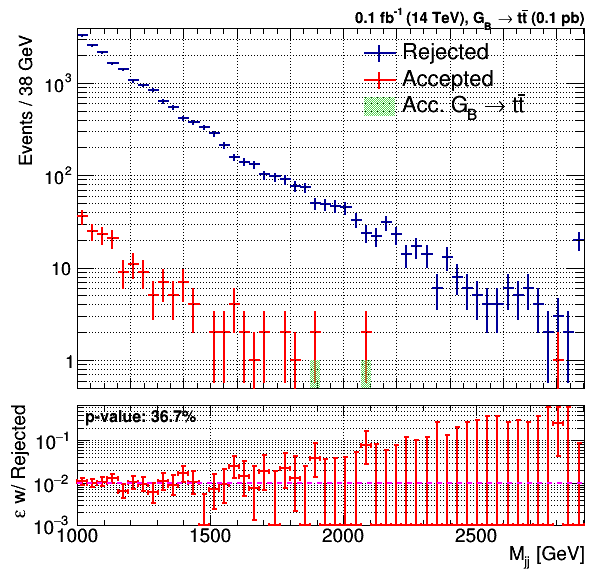 0.1 fb⁻¹ (14 TeV), G_B → tt̄ (0.1 pb)
Events / 38 GeV
10³
10²
10
1
Rejected
Accepted
Acc. G_B → tt̄
p-value: 36.7%
ε w/ Rejected
10⁻¹
10⁻²
10⁻³
1000 1500 2000 2500
M_jj [GeV]